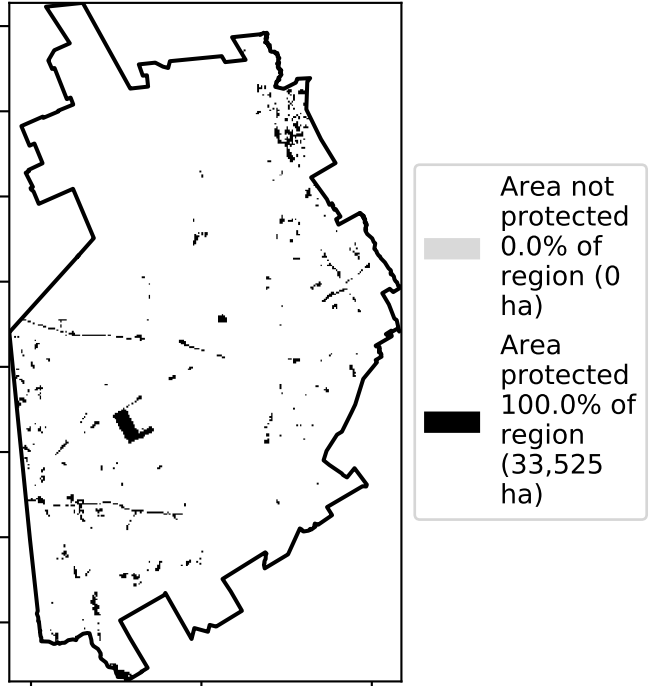 Area not
protected
0.0% of
region (0
ha)
Area
protected
100.0% of
region
(33,525
ha)